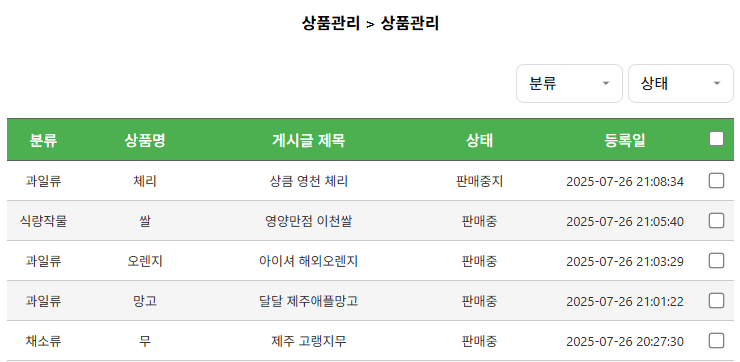 상품관리 > 상품관리
분류 상태
분류 상품명 게시글 제목 상태 등록일
과일류 체리 상큼 영천 체리 판매중지 2025-07-26 21:08:34
식량작물 쌀 영양만점 이천쌀 판매중 2025-07-26 21:05:40
과일류 오렌지 아이셔 해외오렌지 판매중 2025-07-26 21:03:29
과일류 망고 달달 제주애플망고 판매중 2025-07-26 21:01:22
채소류 무 제주 고랭지무 판매중 2025-07-26 20:27:30